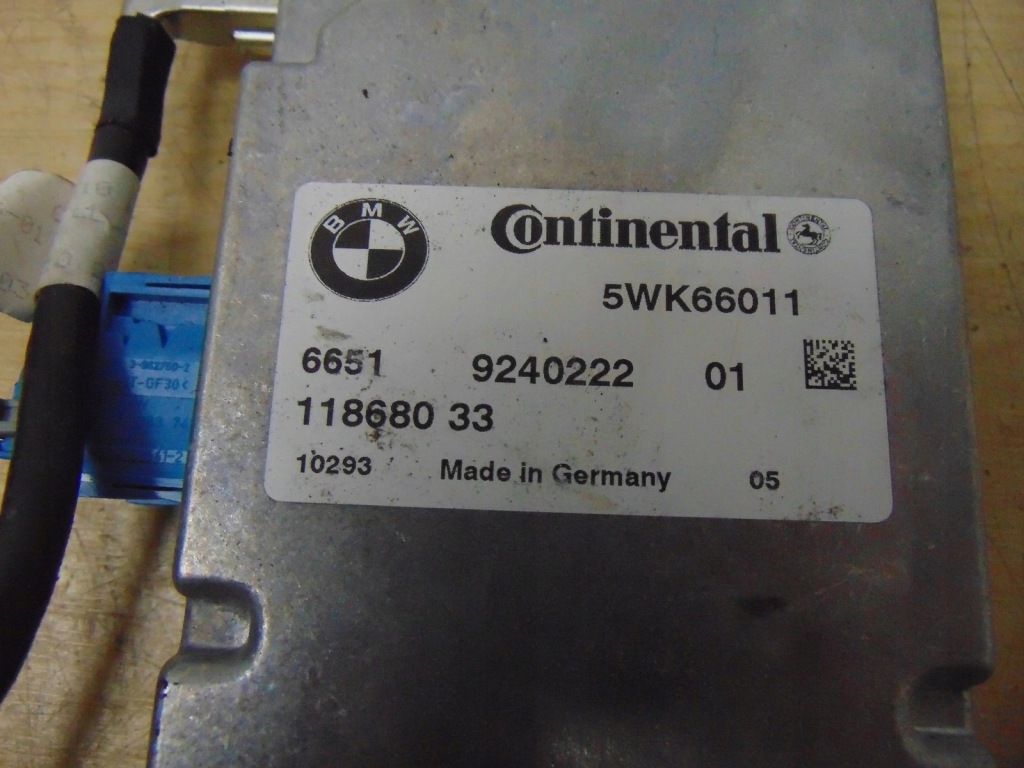 BMW
Continental
5WK66011
6651 9240222 01
118680 33
10293 Made in Germany 05